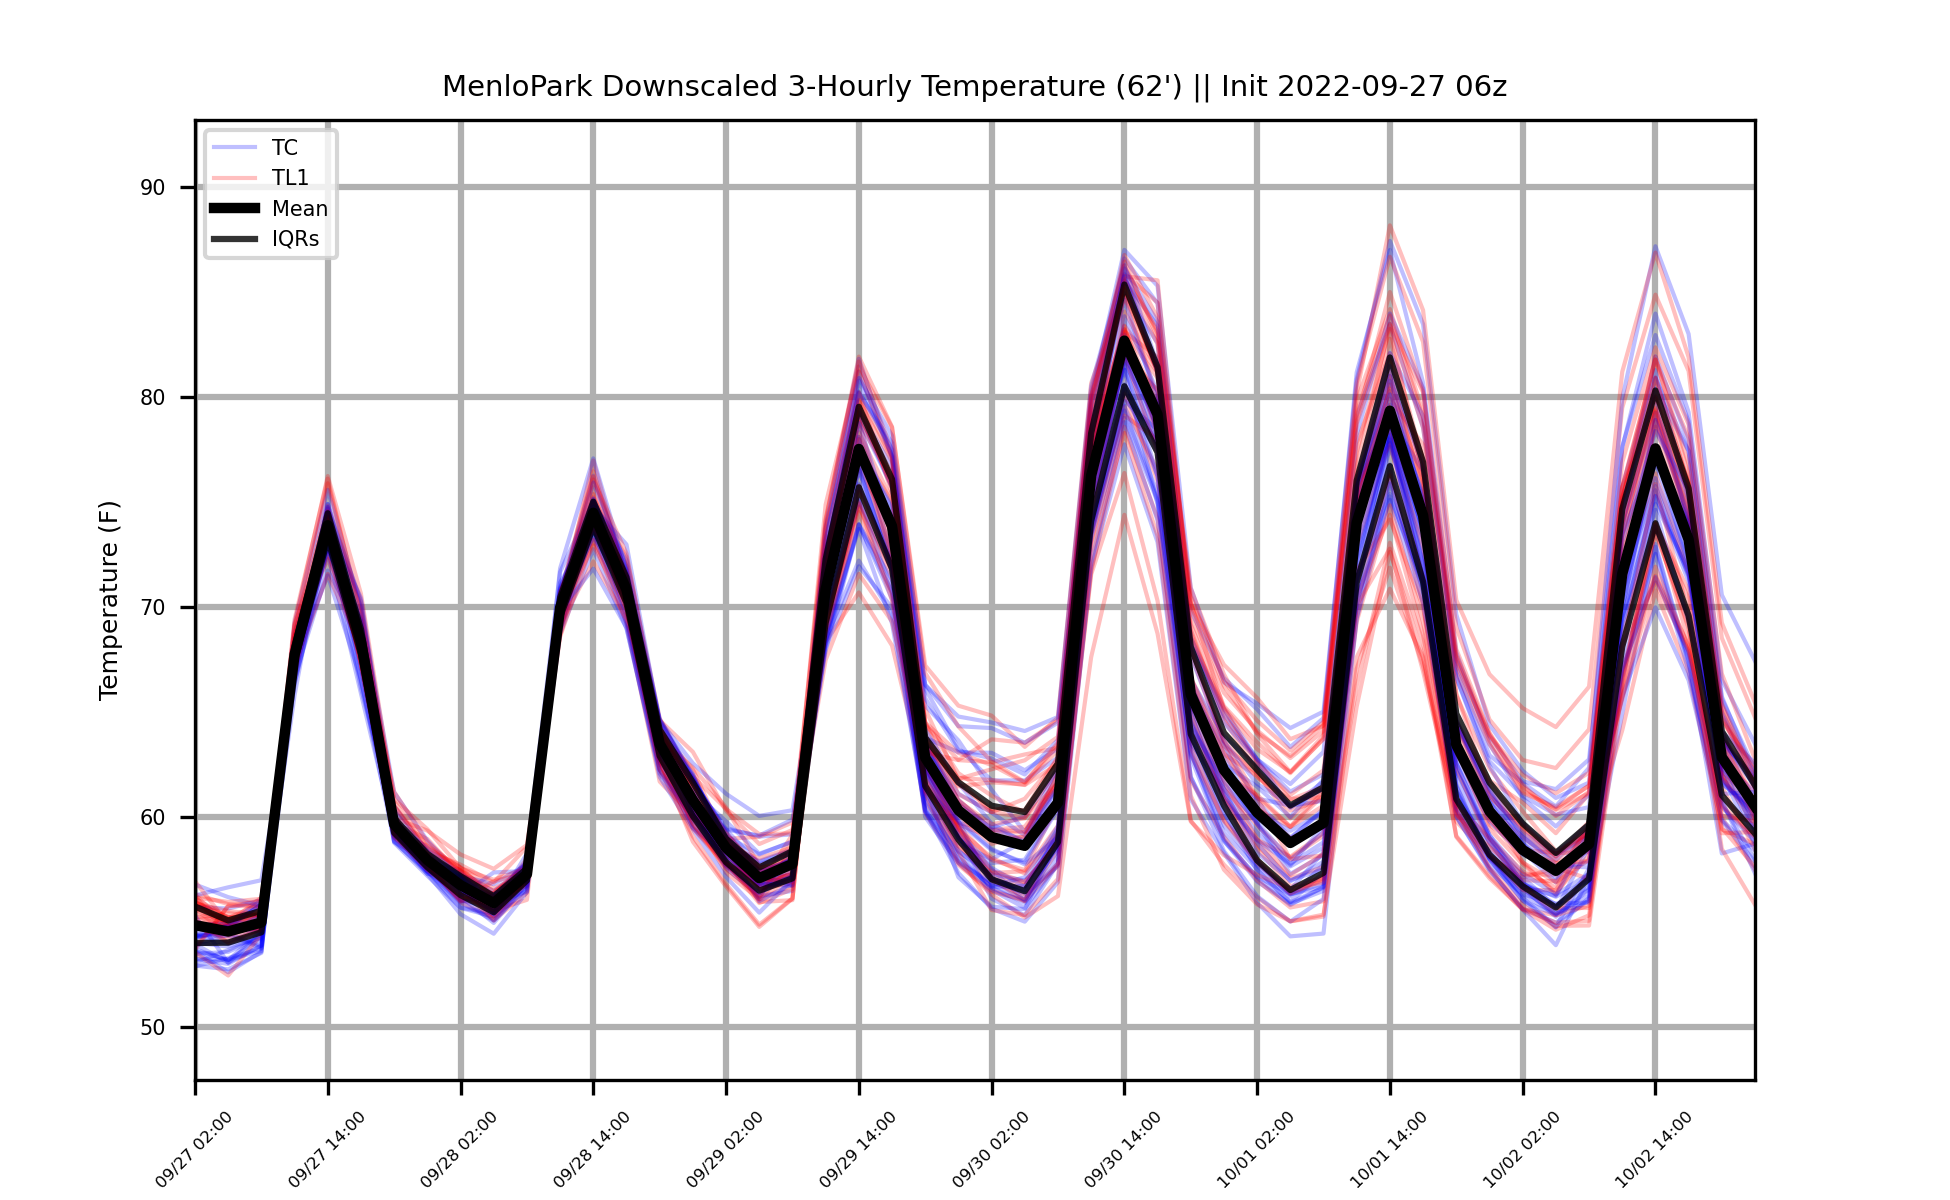 MenloPark Downscaled 3-Hourly Temperature (62') || Init 2022-09-27 06z
TC
TL1
Mean
IQRs
Temperature (F)
90
80
70
60
50
09/27 02:00
09/27 14:00
09/28 02:00
09/28 14:00
09/29 02:00
09/29 14:00
09/30 02:00
09/30 14:00
10/01 02:00
10/01 14:00
10/02 02:00
10/02 14:00